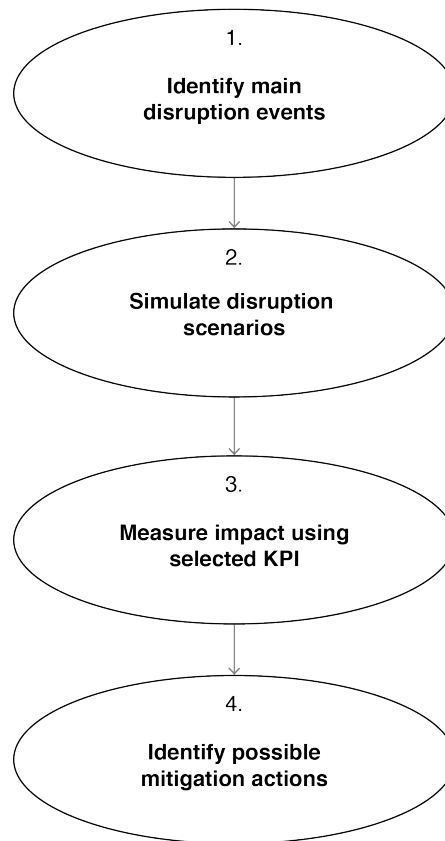 1.
Identify main
disruption events
2.
Simulate disruption
scenarios
3.
Measure impact using
selected KPI
4.
Identify possible
mitigation actions